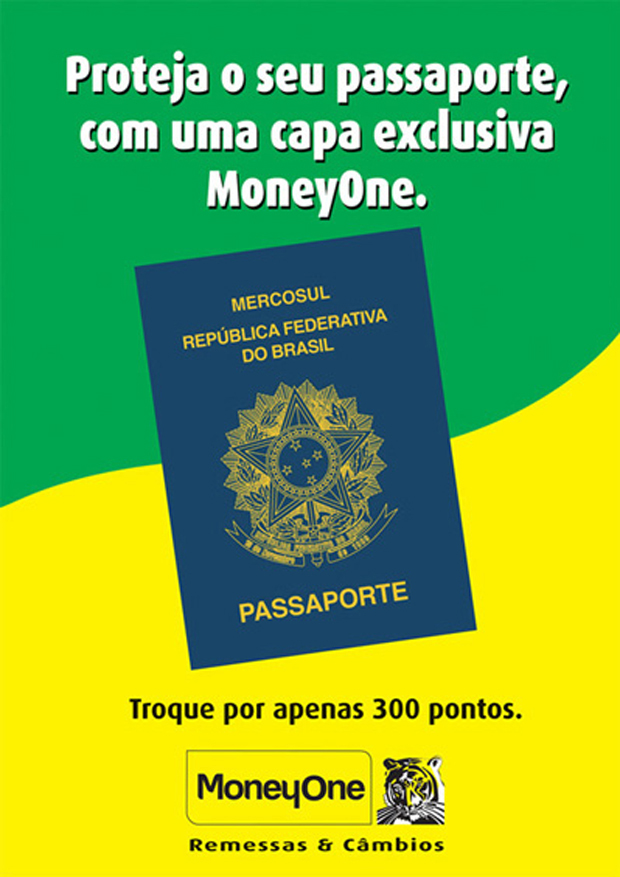 Proteja o seu passaporte,
com uma capa exclusiva
MoneyOne.
MERCOSUL
REPÚBLICA FEDERATIVA
DO BRASIL
PASSAPORTE
Troque por apenas 300 pontos.
MoneyOne
Remessas & Câmbios